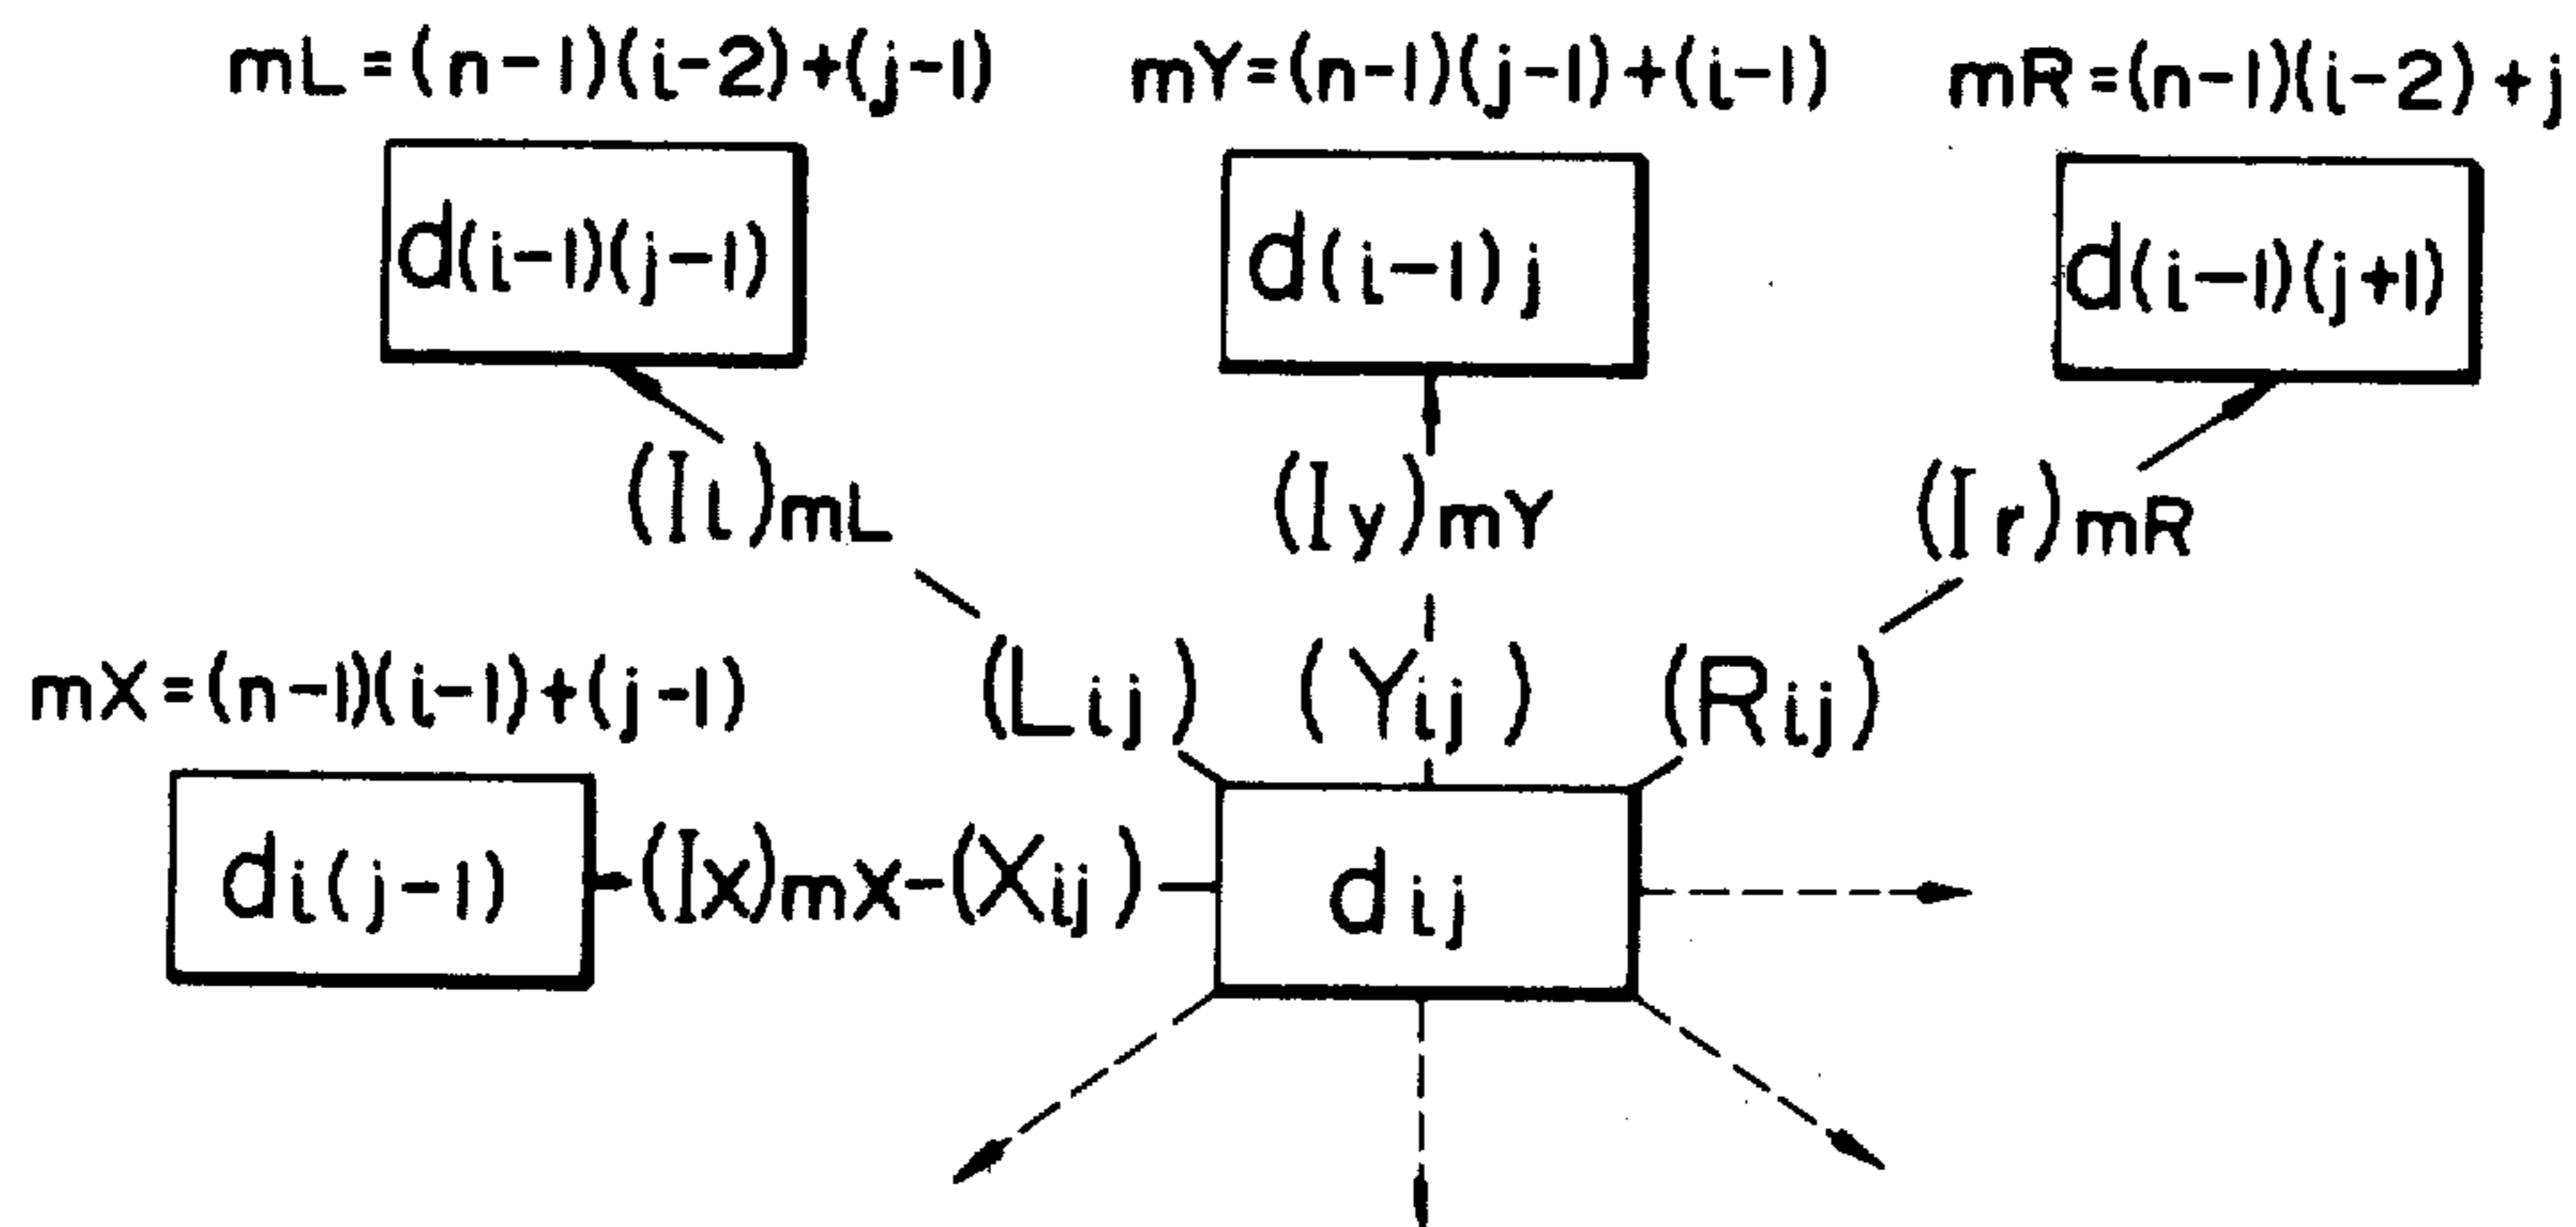 mL=(n-1)(i-2)+(j-1) mY=(n-1)(j-1)+(i-1) mR=(n-1)(i-2)+j
d(i-1)(j-1) d(i-1)j d(i-1)(j+1)
(Il)mL (Iy)mY (Ir)mR
mX=(n-1)(i-1)+(j-1) (Lij) (Yij) (Rij)
di(j-1) (IX)mX-(Xij) dij